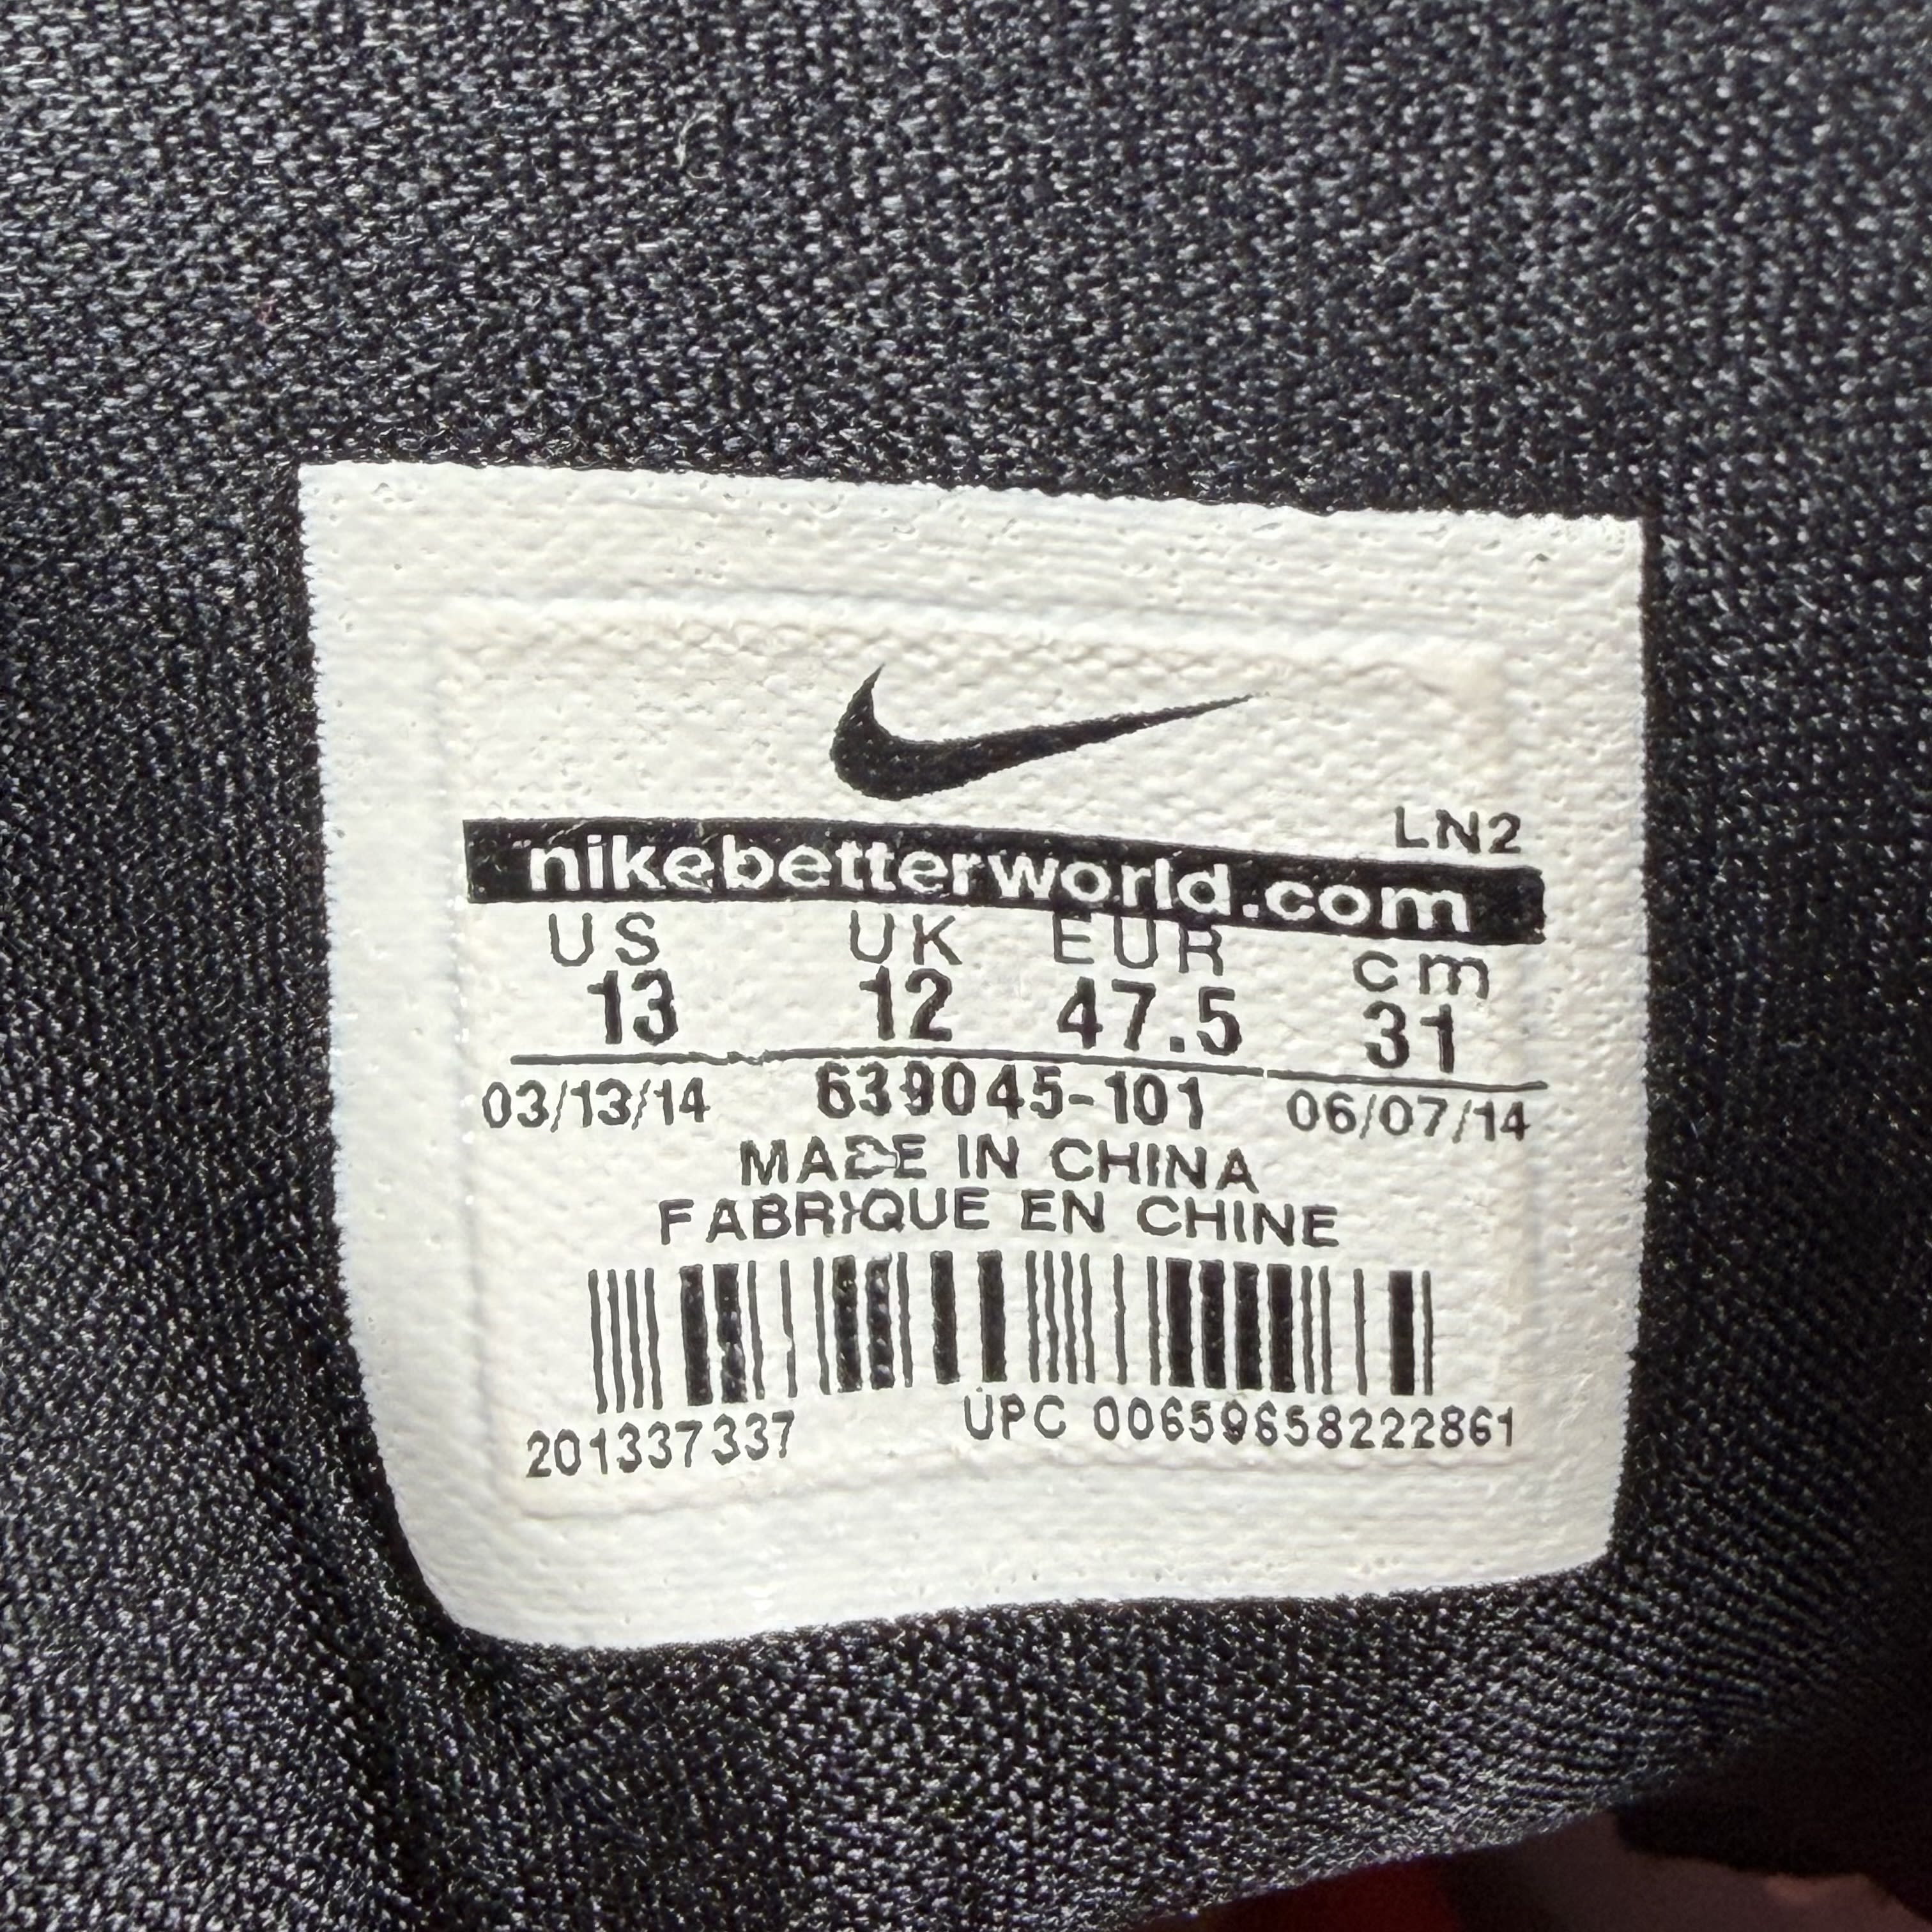 LN2
nikebetterworld.com
US UK EUR cm
13 12 47.5 31
03/13/14 639045-101 06/07/14
MADE IN CHINA
FABRIQUE EN CHINE
201337337 UPC 00659658222861